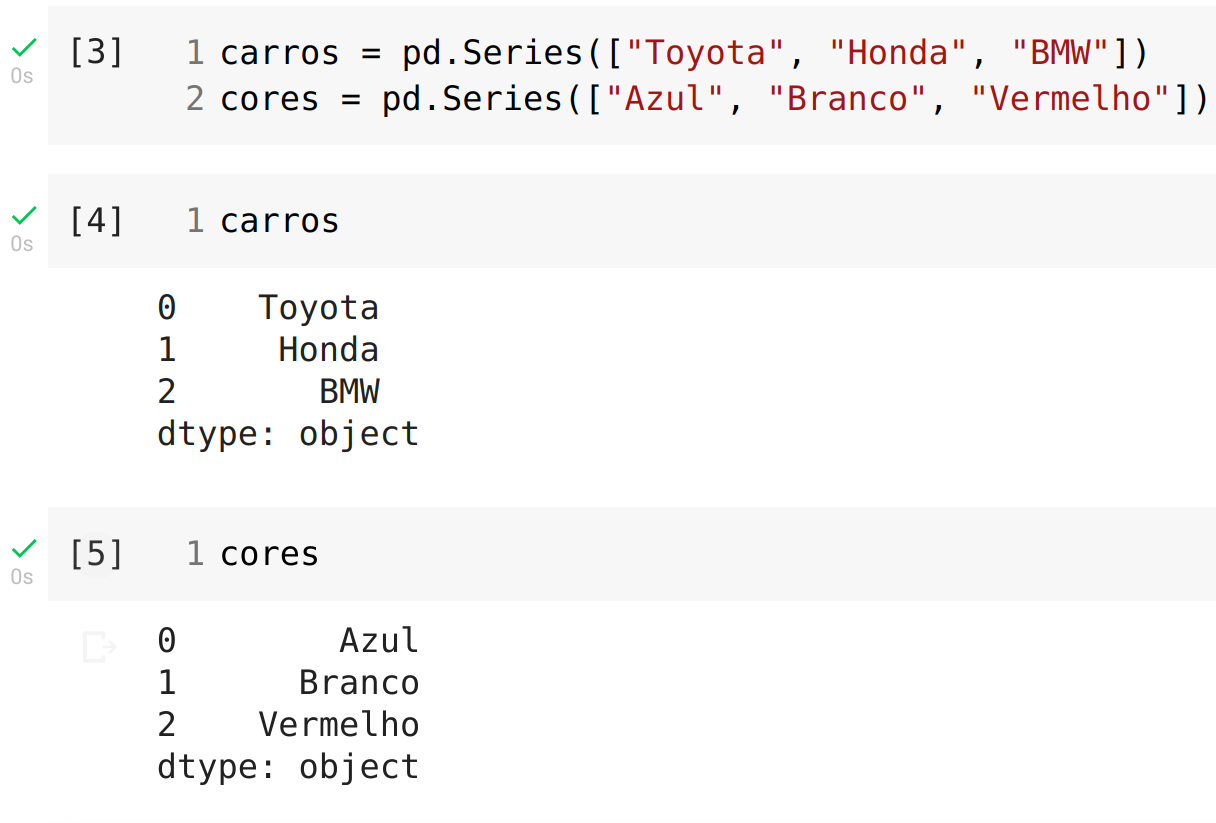 [3] 1 carros = pd.Series(["Toyota", "Honda", "BMW"])
0s 2 cores = pd.Series(["Azul", "Branco", "Vermelho"])
[4] 1 carros
0s
0 Toyota
1 Honda
2 BMW
dtype: object
[5] 1 cores
0s
0 Azul
1 Branco
2 Vermelho
dtype: object